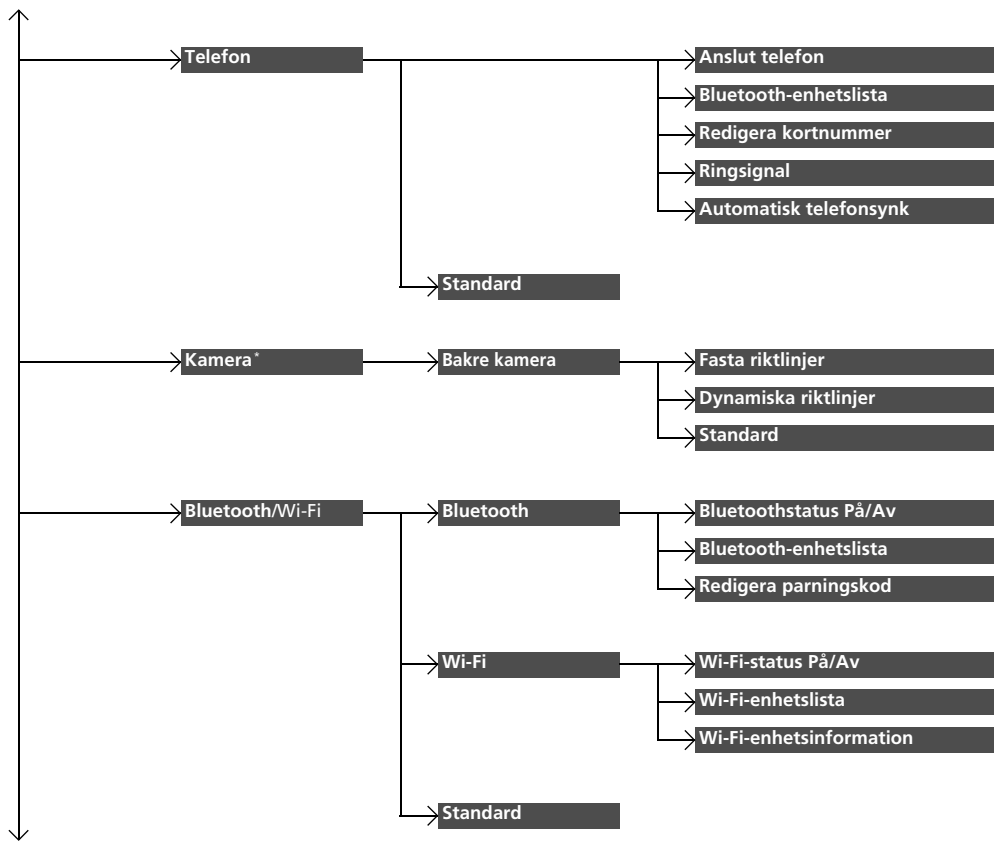 Telefon
Anslut telefon
Bluetooth-enhetslista
Redigera kortnummer
Ringsignal
Automatisk telefonsynk
Standard
Kamera*
Bakre kamera
Fasta riktlinjer
Dynamiska riktlinjer
Standard
Bluetooth/Wi-Fi
Bluetooth
Bluetoothstatus På/Av
Bluetooth-enhetslista
Redigera parningskod
Wi-Fi
Wi-Fi-status På/Av
Wi-Fi-enhetslista
Wi-Fi-enhetsinformation
Standard